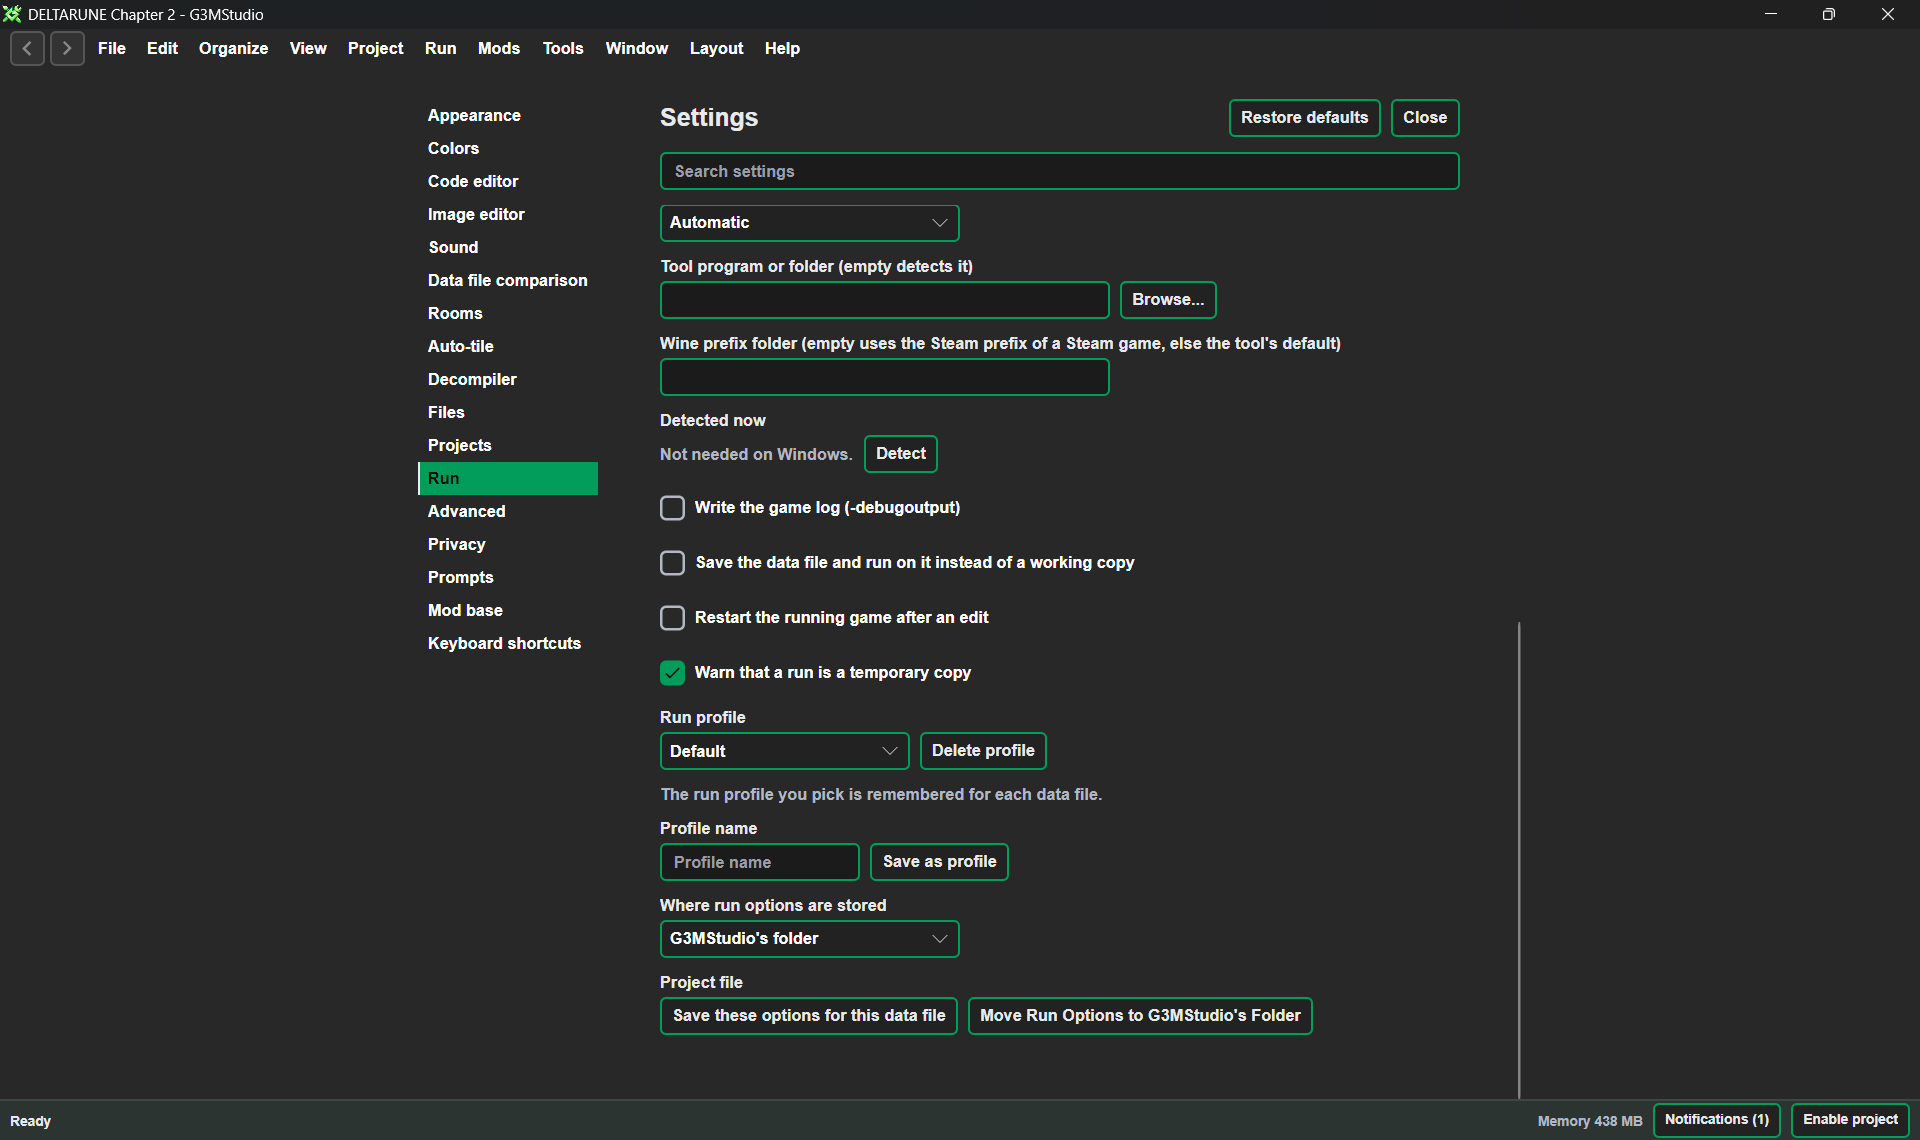 DELTARUNE Chapter 2 - G3MStudio
File Edit Organize View Project Run Mods Tools Window Layout Help
Appearance
Colors
Code editor
Image editor
Sound
Data file comparison
Rooms
Auto-tile
Decompiler
Files
Projects
Run
Advanced
Privacy
Prompts
Mod base
Keyboard shortcuts
Settings
Restore defaults
Close
Search settings
Automatic
Tool program or folder (empty detects it)
Browse...
Wine prefix folder (empty uses the Steam prefix of a Steam game, else the tool's default)
Detected now
Not needed on Windows.
Detect
Write the game log (-debugoutput)
Save the data file and run on it instead of a working copy
Restart the running game after an edit
Warn that a run is a temporary copy
Run profile
Default
Delete profile
The run profile you pick is remembered for each data file.
Profile name
Profile name
Save as profile
Where run options are stored
G3MStudio's folder
Project file
Save these options for this data file
Move Run Options to G3MStudio's Folder
Ready
Memory 438 MB
Notifications (1)
Enable project